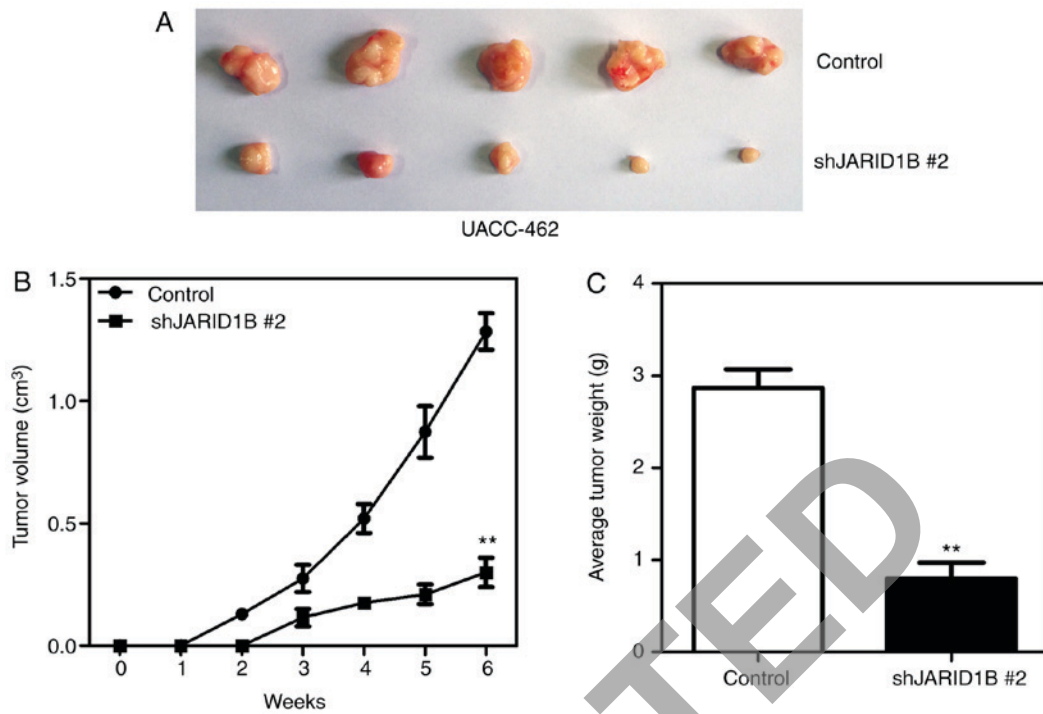 A
Control
shJARID1B #2
UACC-462
B
1.5
1.0
0.5
0.0
Tumor volume (cm³)
Control
shJARID1B #2
**
0 1 2 3 4 5 6
Weeks
C
4
3
2
1
0
Average tumor weight (g)
**
Control shJARID1B #2
TED